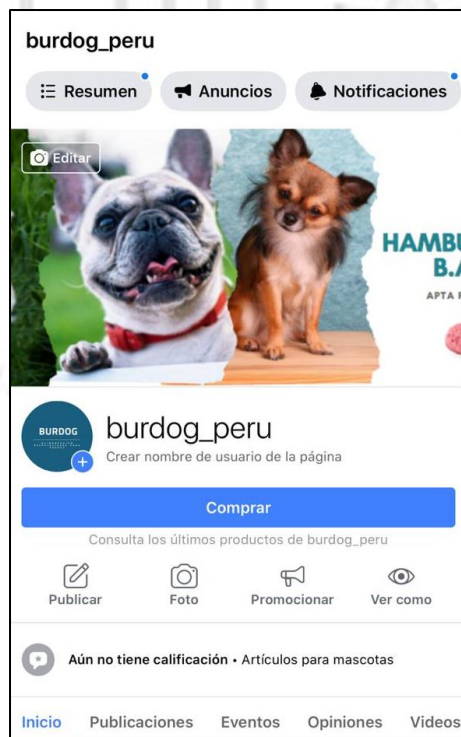 burdog_peru
Resumen Anuncios Notificaciones
Editar
HAMBU
B.A
APTA
BURDOG
burdog_peru
Crear nombre de usuario de la página
Comprar
Consulta los últimos productos de burdog_peru
Publicar Foto Promocionar Ver como
Aún no tiene calificación • Artículos para mascotas
Inicio Publicaciones Eventos Opiniones Videos